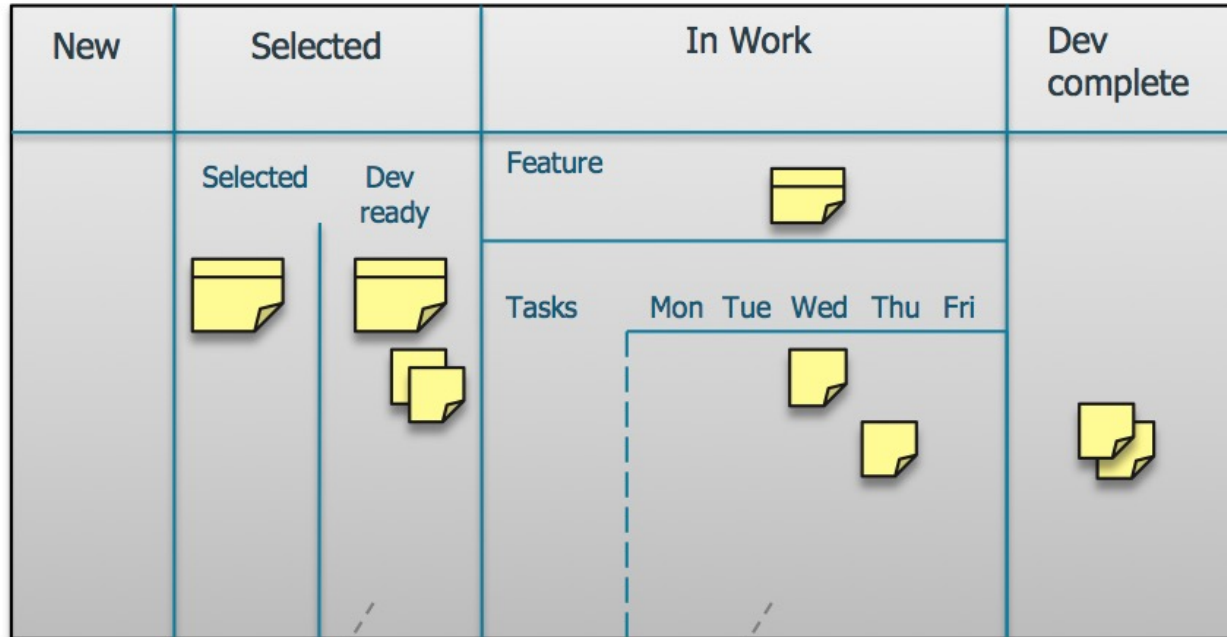 New
Selected
In Work
Dev
complete
Selected
Dev
ready
Feature
Tasks
Mon Tue Wed Thu Fri